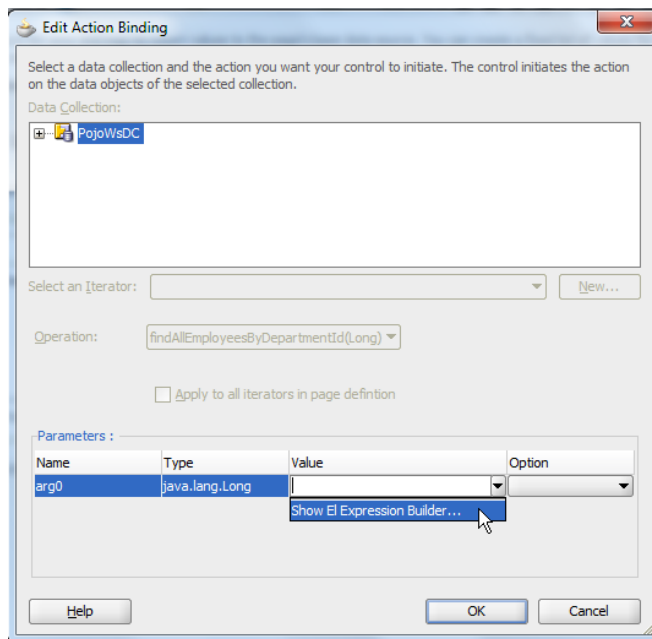 Edit Action Binding
Select a data collection and the action you want your control to initiate. The control initiates the action
on the data objects of the selected collection.
Data Collection:
PojoWsDC
Select an Iterator:
New...
Operation:
findAllEmployeesByDepartmentId(Long)
Apply to all iterators in page defintion
Parameters :
Name Type Value Option
arg0 java.lang.Long
Show El Expression Builder...
Help OK Cancel